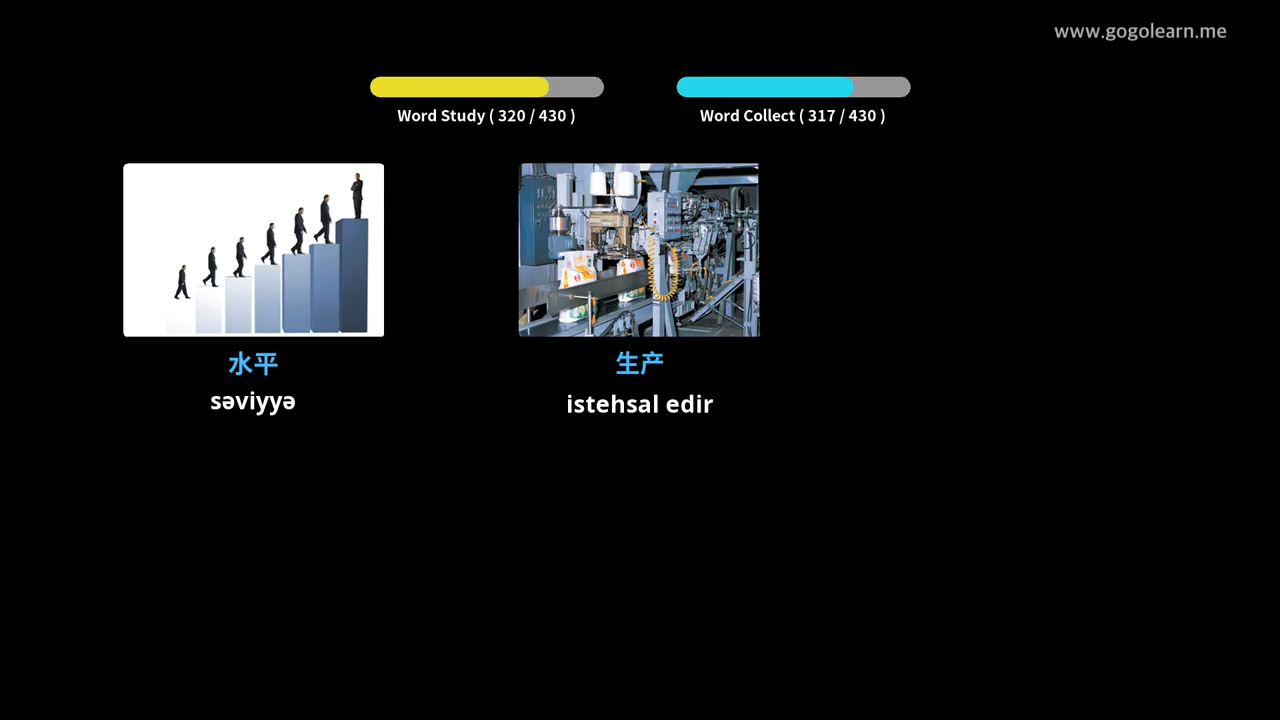 www.gogolearn.me
Word Study ( 320 / 430 )
Word Collect ( 317 / 430 )
水平
səviyyə
生产
istehsal edir